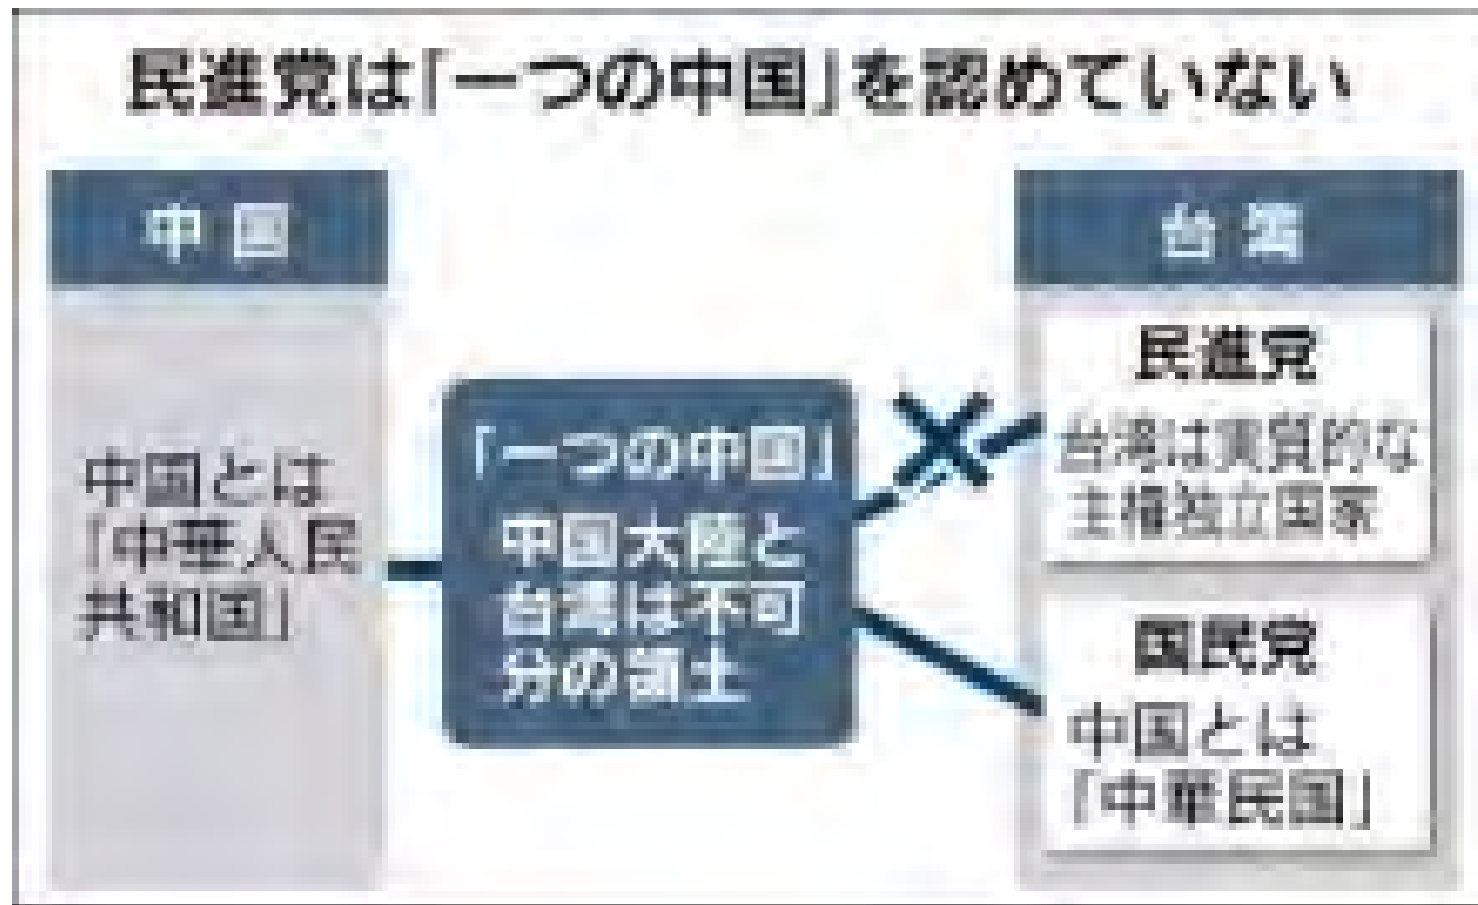 民進党は「一つの中国」を認めていない
中国
中国とは
「中華人民
共和国」
「一つの中国」
中国大陸と
台湾は不可
分の領土
台湾
民進党
台湾は実質的な
主権独立国家
国民党
中国とは
「中華民国」